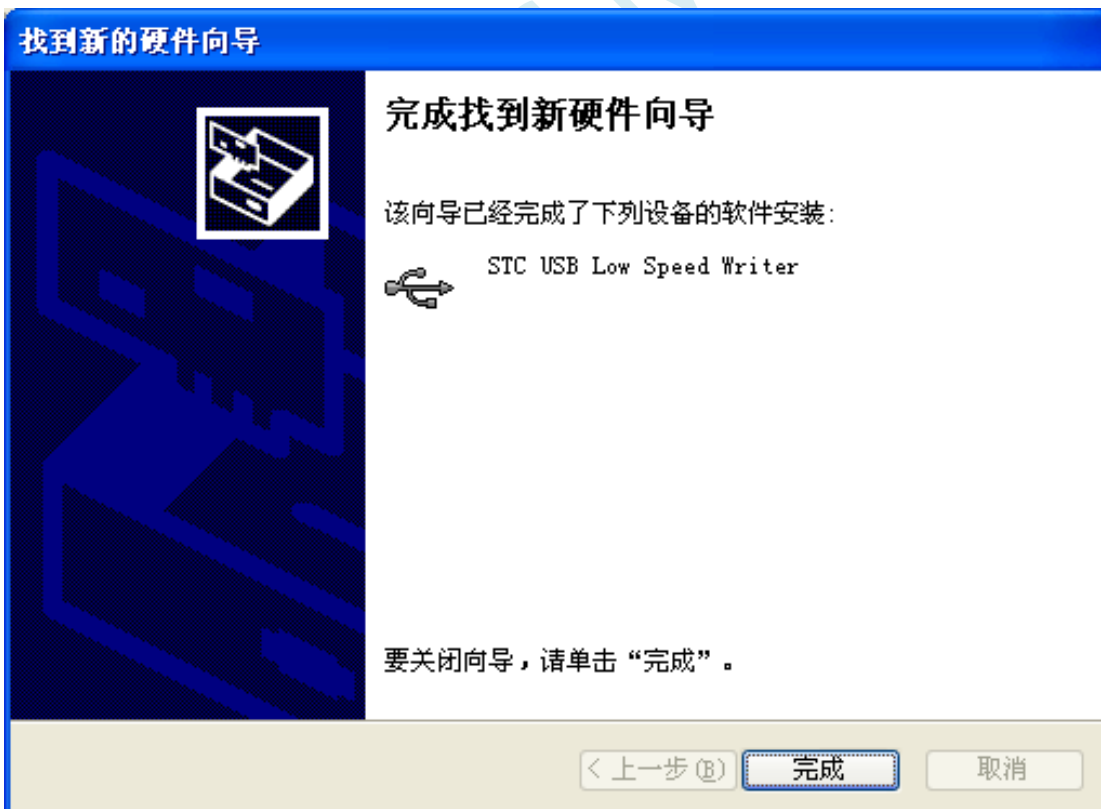 找到新的硬件向导
完成找到新硬件向导
该向导已经完成了下列设备的软件安装:
STC USB Low Speed Writer
要关闭向导，请单击“完成”。
< 上一步(B)
完成
取消